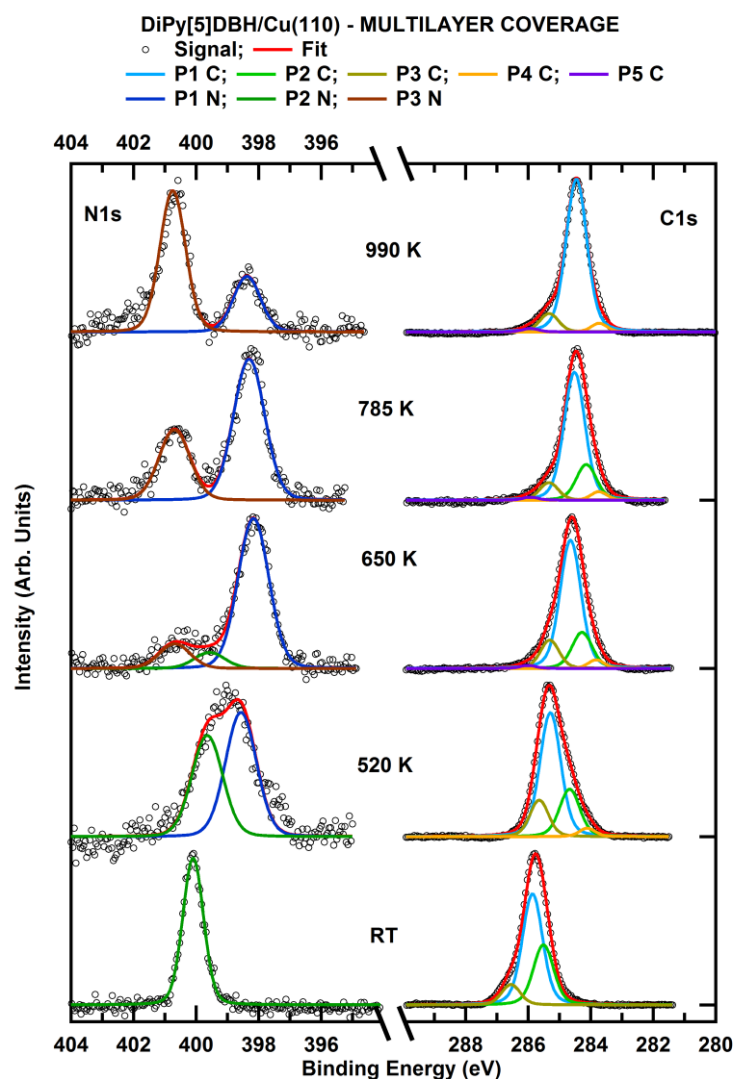 DiPy[5]DBH/Cu(110) - MULTILAYER COVERAGE
Signal; Fit
P1 C; P2 C; P3 C; P4 C; P5 C
P1 N; P2 N; P3 N
404 402 400 398 396
N1s
C1s
990 K
785 K
650 K
520 K
RT
Intensity (Arb. Units)
404 402 400 398 396 288 286 284 282 280
Binding Energy (eV)